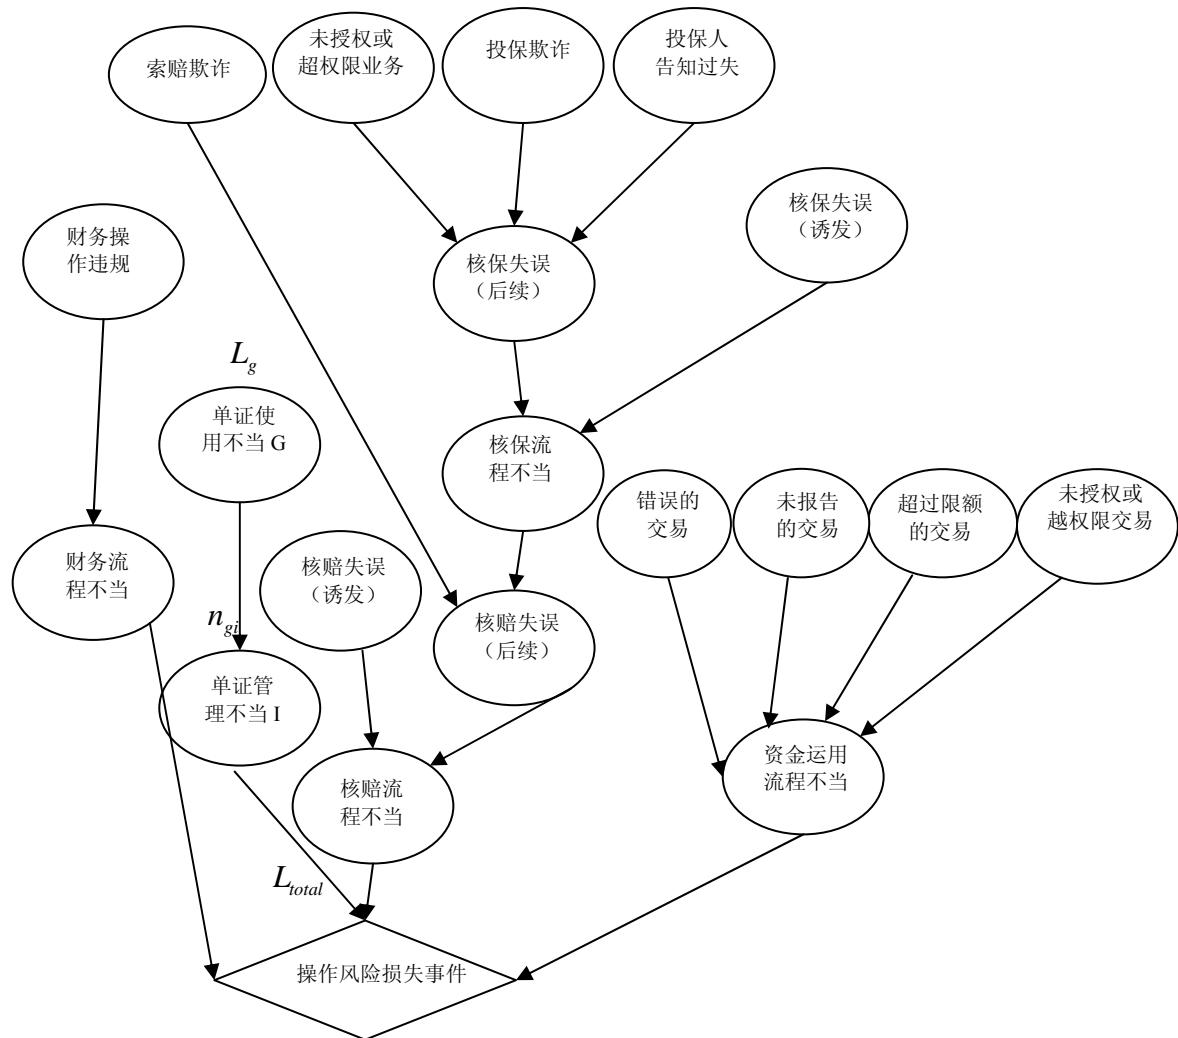 索赔欺诈
未授权或
超权限业务
投保欺诈
投保人
告知过失
核保失误
（诱发）
财务操
作违规
核保失误
（后续）
L_g
单证使
用不当 G
核保流
程不当
错误的
交易
未报告
的交易
超过限额
的交易
未授权或
越权限交易
财务流
程不当
核赔失误
（诱发）
n_{gi}
核赔失误
（后续）
单证管
理不当 I
资金运用
流程不当
核赔流
程不当
L_{total}
操作风险损失事件